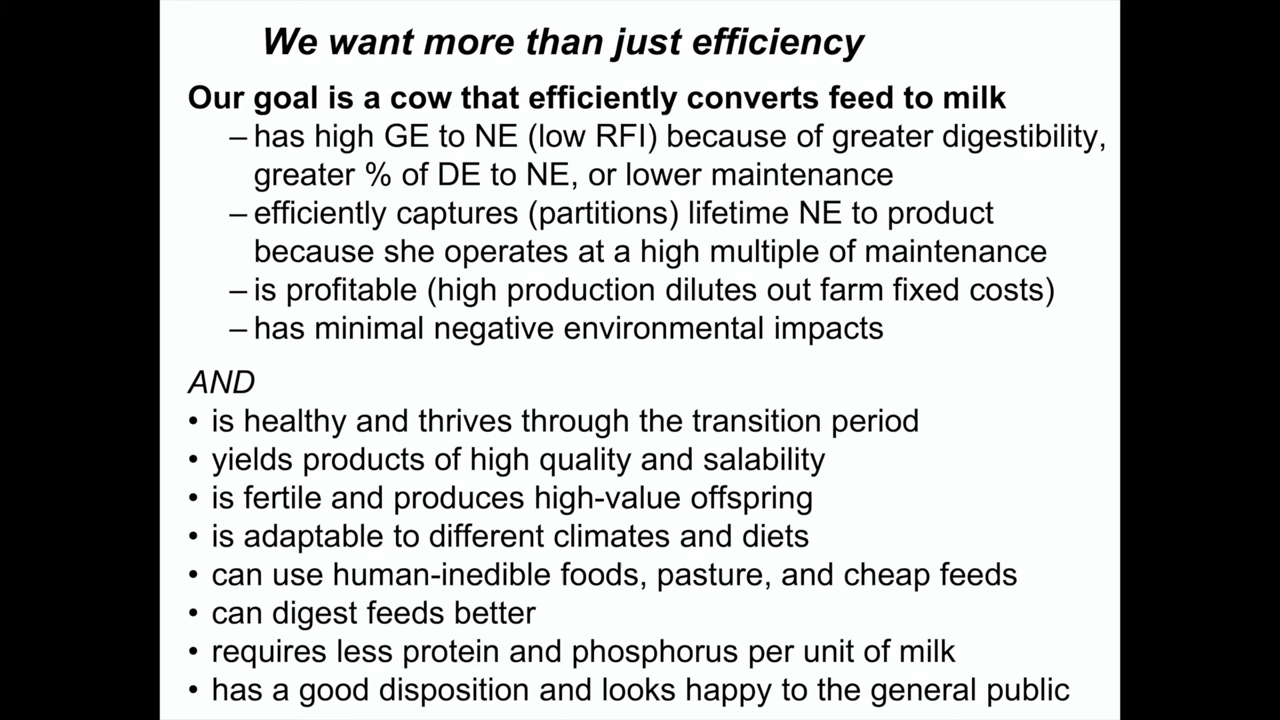 We want more than just efficiency
Our goal is a cow that efficiently converts feed to milk
– has high GE to NE (low RFI) because of greater digestibility,
greater % of DE to NE, or lower maintenance
– efficiently captures (partitions) lifetime NE to product
because she operates at a high multiple of maintenance
– is profitable (high production dilutes out farm fixed costs)
– has minimal negative environmental impacts
AND
• is healthy and thrives through the transition period
• yields products of high quality and salability
• is fertile and produces high-value offspring
• is adaptable to different climates and diets
• can use human-inedible foods, pasture, and cheap feeds
• can digest feeds better
• requires less protein and phosphorus per unit of milk
• has a good disposition and looks happy to the general public